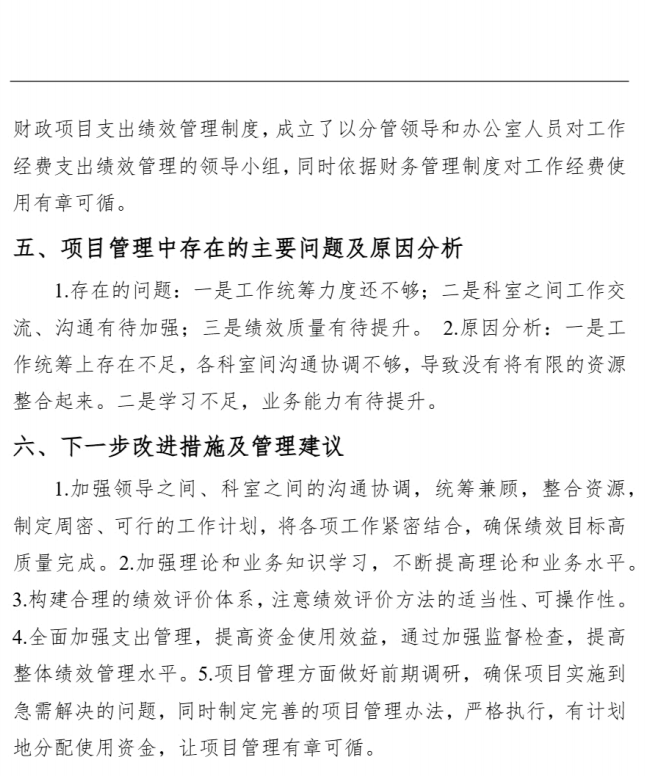 财政项目支出绩效管理制度，成立了以分管领导和办公室人员对工作
经费支出绩效管理的领导小组，同时依据财务管理制度对工作经费使
用有章可循。
五、项目管理中存在的主要问题及原因分析
1.存在的问题：一是工作统筹力度还不够；二是科室之间工作交
流、沟通有待加强；三是绩效质量有待提升。 2.原因分析：一是工
作统筹上存在不足，各科室间沟通协调不够，导致没有将有限的资源
整合起来。二是学习不足，业务能力有待提升。
六、下一步改进措施及管理建议
1.加强领导之间、科室之间的沟通协调，统筹兼顾，整合资源，
制定周密、可行的工作计划，将各项工作紧密结合，确保绩效目标高
质量完成。2.加强理论和业务知识学习，不断提高理论和业务水平。
3.构建合理的绩效评价体系，注意绩效评价方法的适当性、可操作性。
4.全面加强支出管理，提高资金使用效益，通过加强监督检查，提高
整体绩效管理水平。5.项目管理方面做好前期调研，确保项目实施到
急需解决的问题，同时制定完善的项目管理办法，严格执行，有计划
地分配使用资金，让项目管理有章可循。